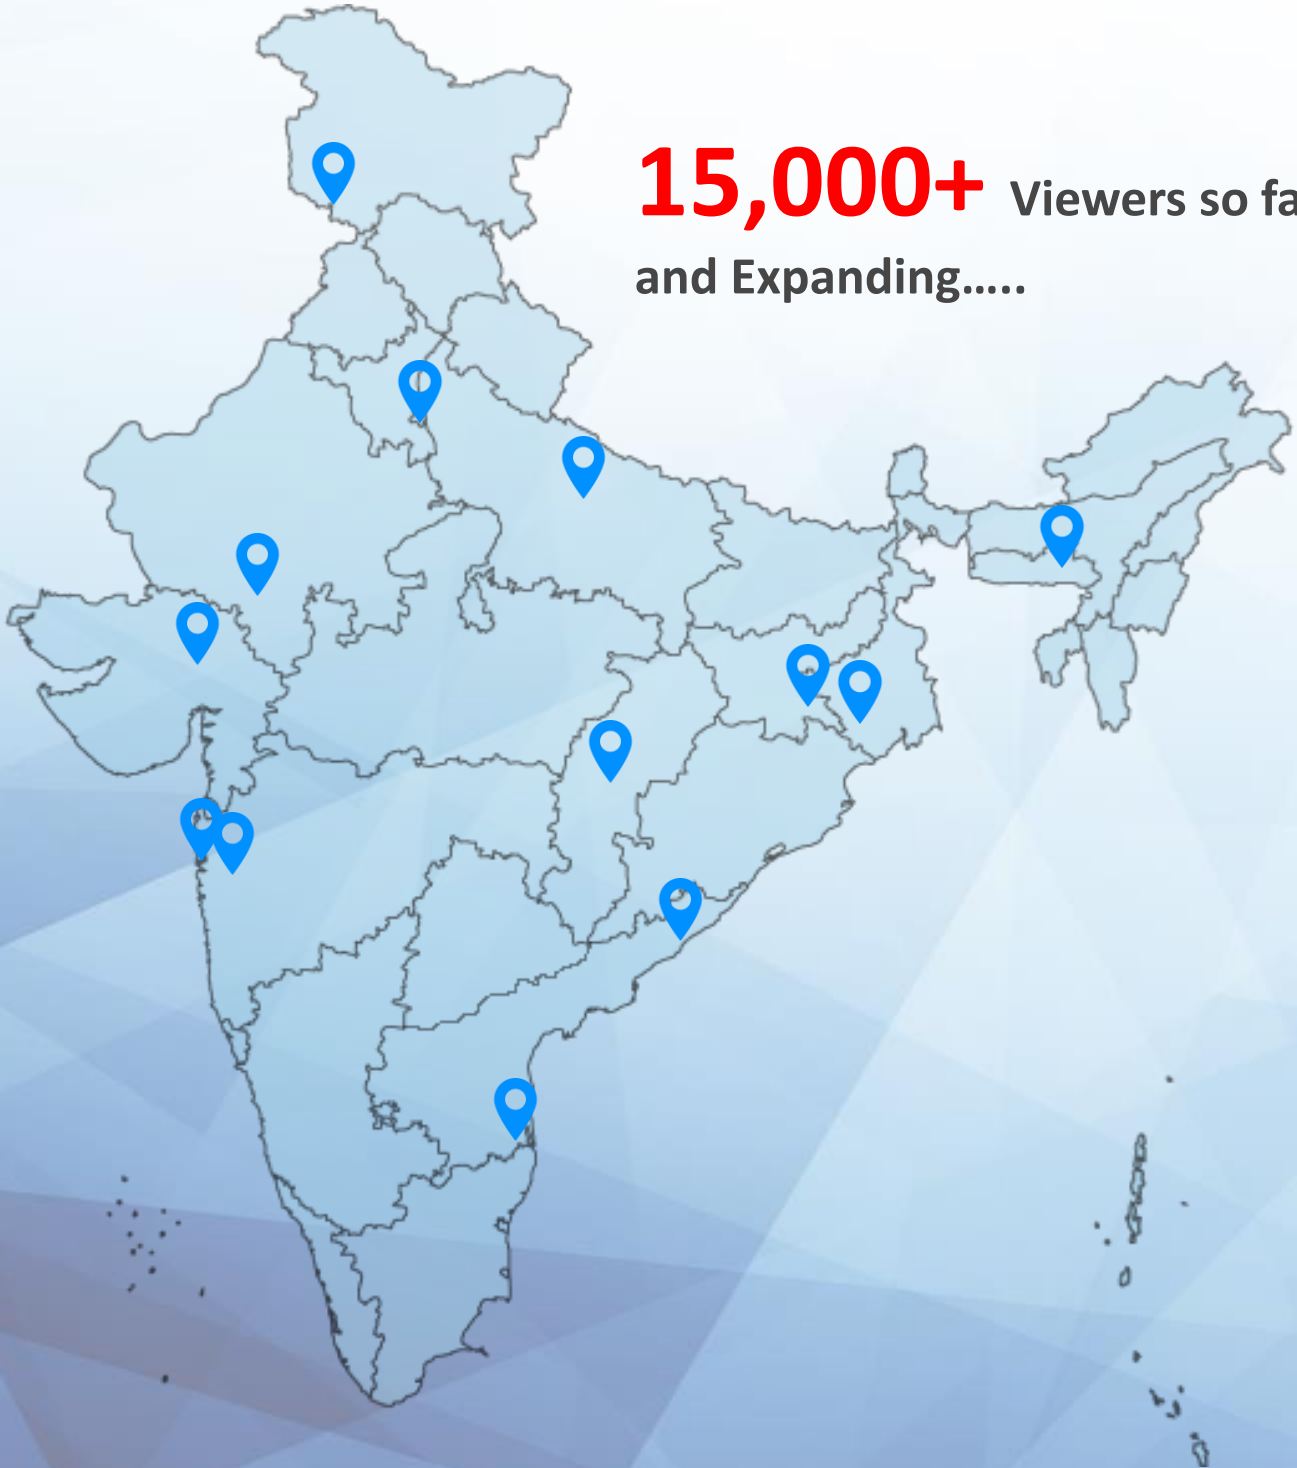 15,000+ Viewers so fa
and Expanding.....